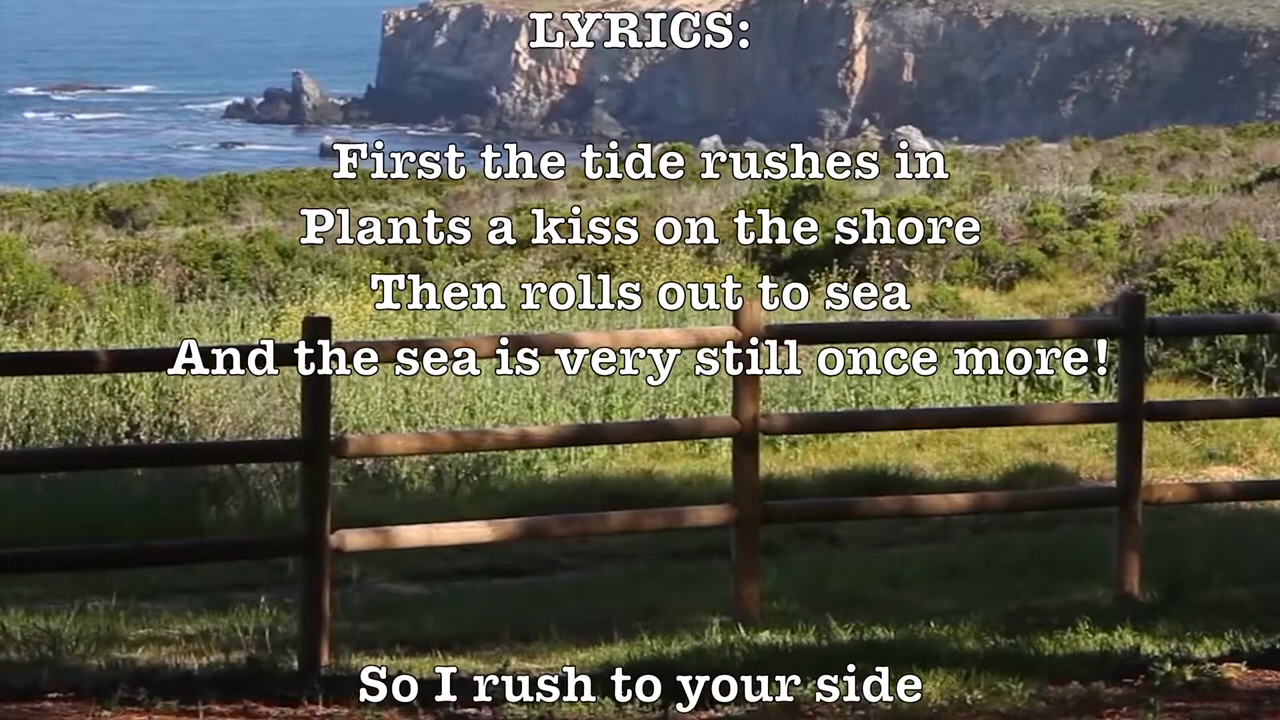 LYRICS:
First the tide rushes in
Plants a kiss on the shore
Then rolls out to sea
And the sea is very still once more!
So I rush to your side